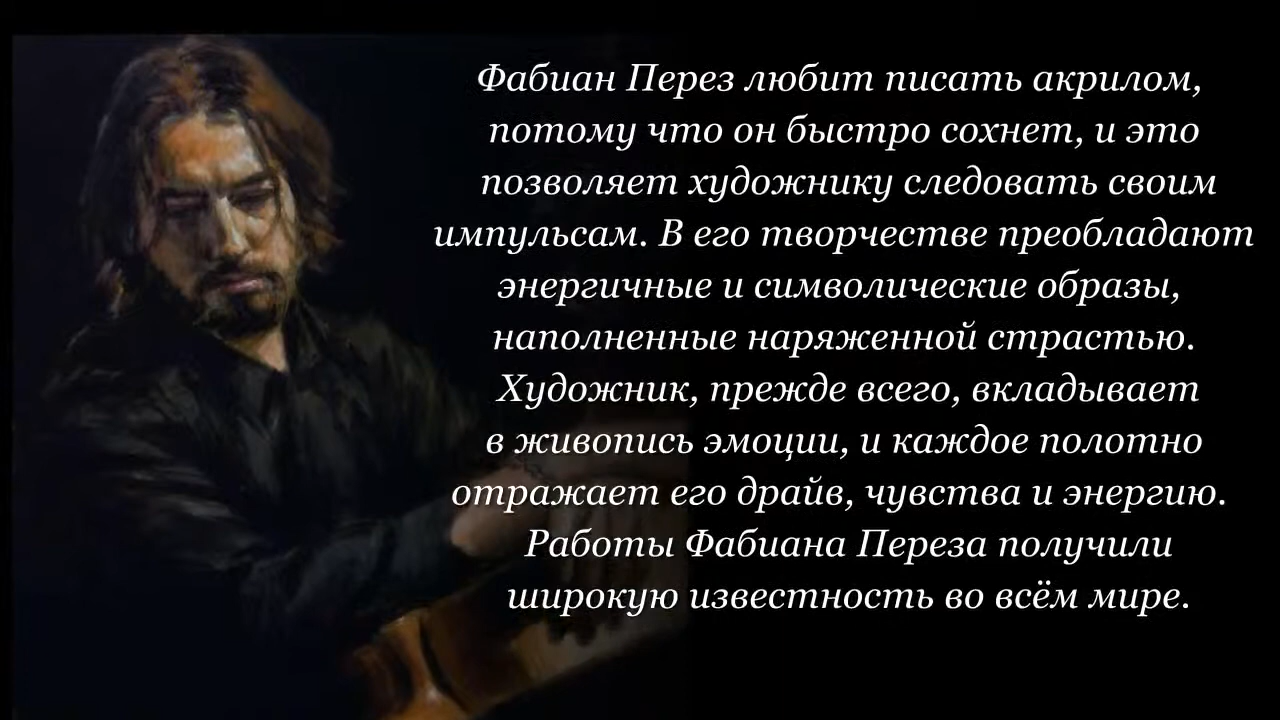 Фабиан Перез любит писать акрилом,
потому что он быстро сохнет, и это
позволяет художнику следовать своим
импульсам. В его творчестве преобладают
энергичные и символические образы,
наполненные наряженной страстью.
Художник, прежде всего, вкладывает
в живопись эмоции, и каждое полотно
отражает его драйв, чувства и энергию.
Работы Фабиана Переза получили
широкую известность во всём мире.